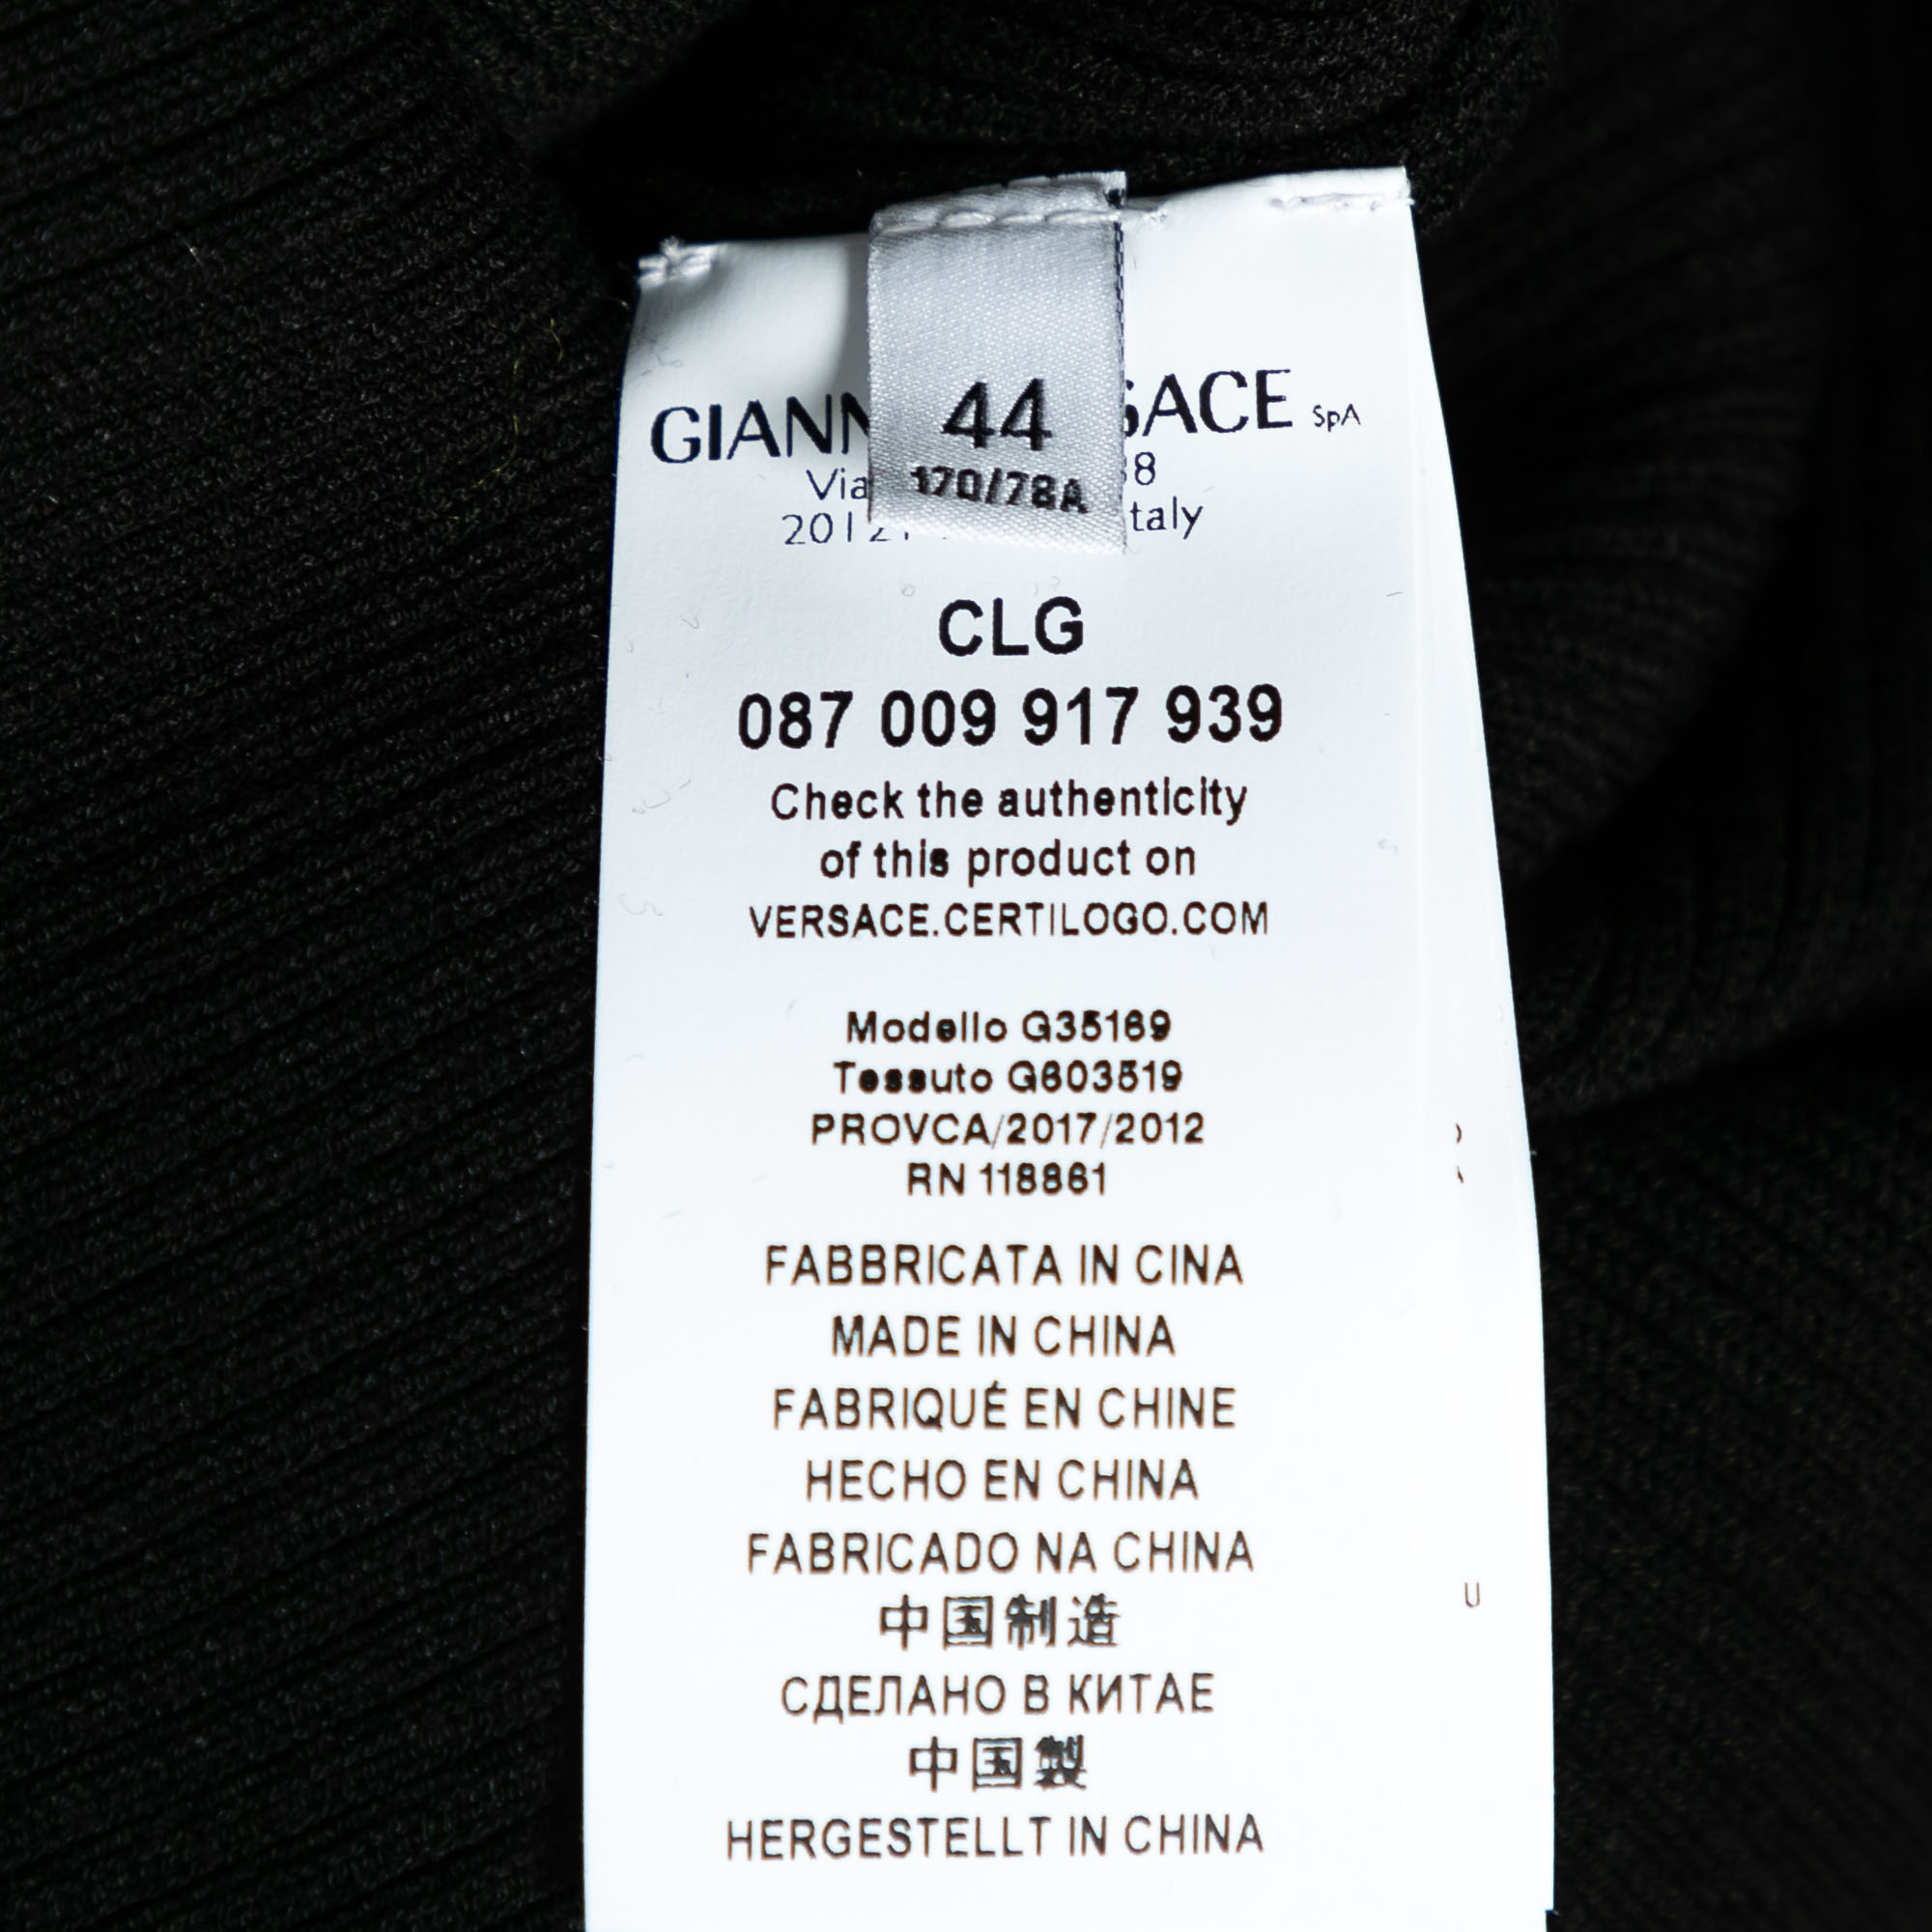 44
170/78A
SpA
Via
CLG
087 009 917 939
Check the authenticity
of this product on
VERSACE.CERTILOGO.COM
Modello G35169
Tessuto G603519
PROVCA/2017/2012
RN 118861
FABBRICATA IN CINA
MADE IN CHINA
FABRIQUÉ EN CHINE
HECHO EN CHINA
FABRICADO NA CHINA
中国制造
СДЕЛАНО В КИТАЕ
中国製
HERGESTELLT IN CHINA